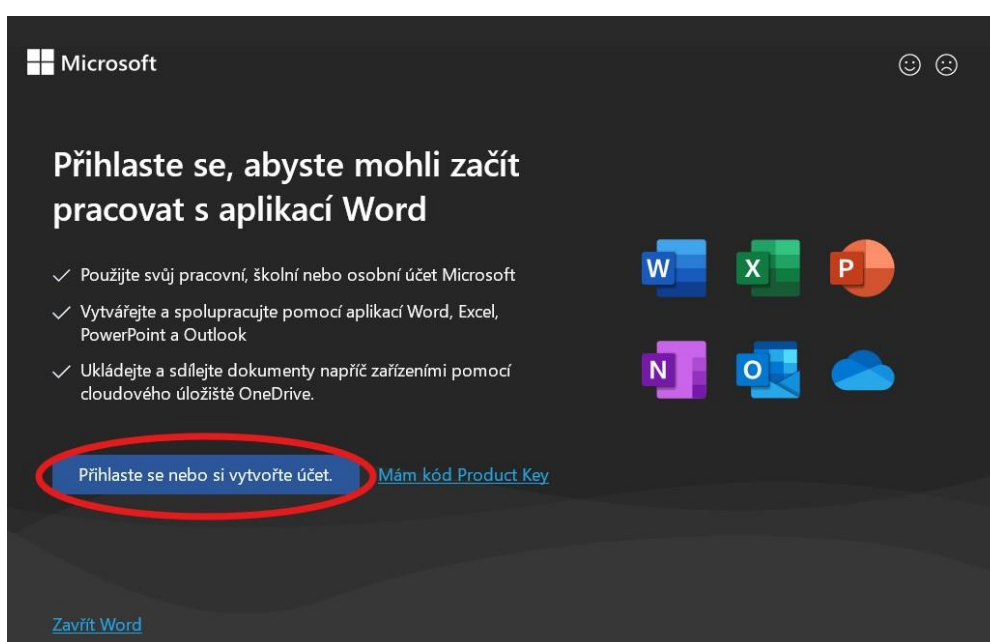 Microsoft
Přihlaste se, abyste mohli začít
pracovat s aplikací Word
Použijte svůj pracovní, školní nebo osobní účet Microsoft
Vytvářejte a spolupracujte pomocí aplikací Word, Excel,
PowerPoint a Outlook
Ukládejte a sdílejte dokumenty napříč zařízeními pomocí
cloudového úložiště OneDrive.
W X P
N O
Přihlaste se nebo si vytvořte účet. Mám kód Product Key
Zavřít Word